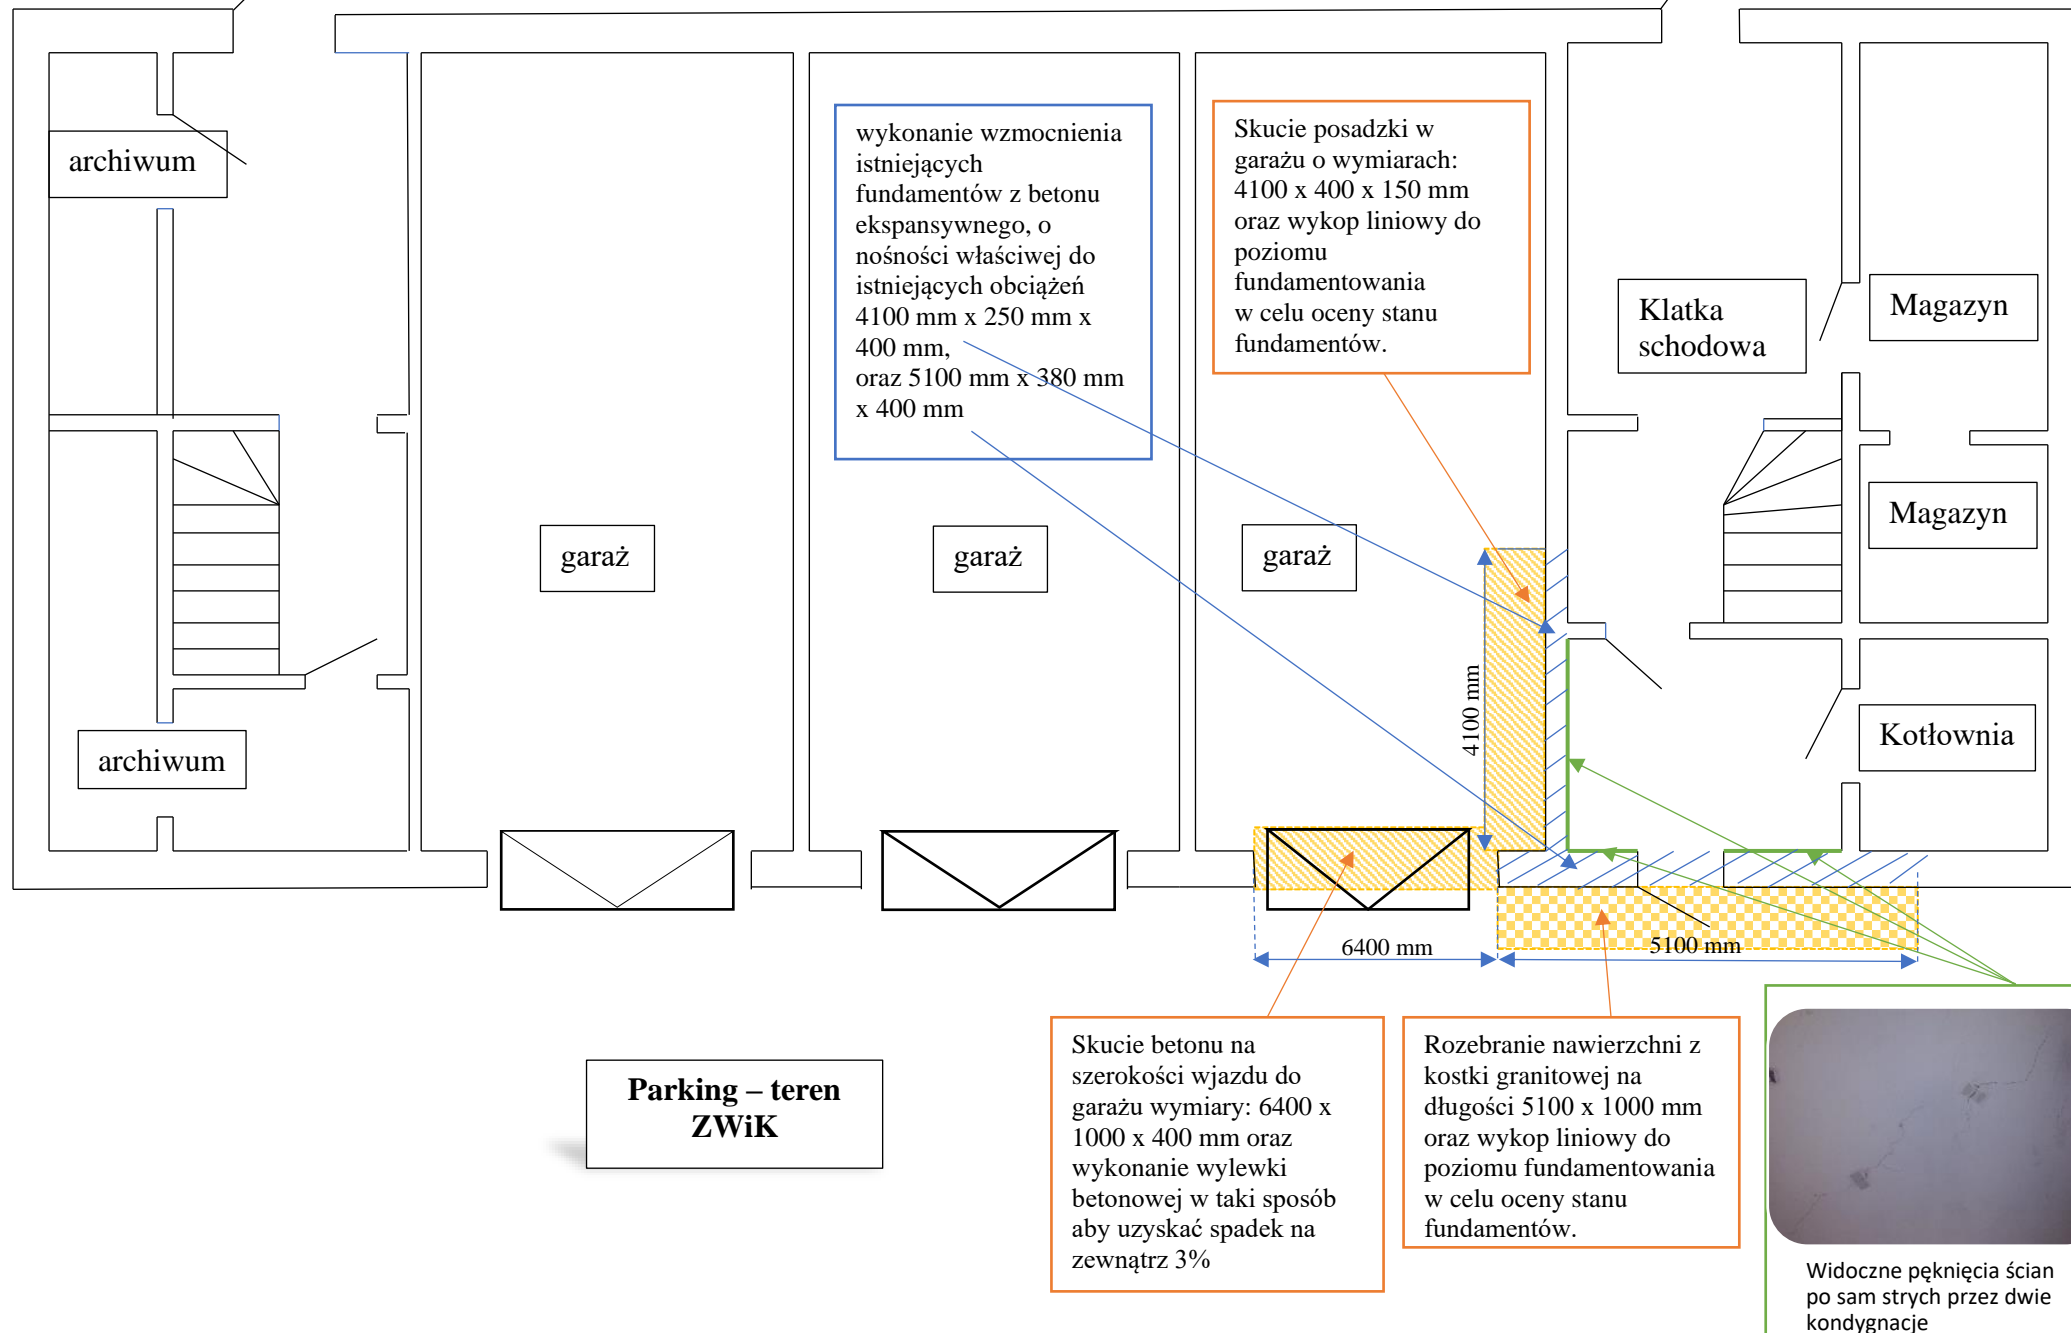 archiwum
wykonanie wzmocnienia
istniejących
fundamentów z betonu
ekspansywnego, o
nośności właściwej do
istniejących obciążeń
4100 mm x 250 mm x
400 mm,
oraz 5100 mm x 380 mm
x 400 mm
Skucie posadzki w
garażu o wymiarach:
4100 x 400 x 150 mm
oraz wykop liniowy do
poziomu
fundamentowania
w celu oceny stanu
fundamentów.
Klatka
schodowa
Magazyn
Magazyn
garaż
garaż
garaż
4100 mm
archiwum
Kotłownia
6400 mm
5100 mm
Parking – teren
ZWiK
Skucie betonu na
szerokości wjazdu do
garażu wymiary: 6400 x
1000 x 400 mm oraz
wykonanie wylewki
betonowej w taki sposób
aby uzyskać spadek na
zewnątrz 3%
Rozebranie nawierzchni z
kostki granitowej na
długości 5100 x 1000 mm
oraz wykop liniowy do
poziomu fundamentowania
w celu oceny stanu
fundamentów.
Widoczne pęknięcia ścian
po sam strych przez dwie
kondygnacje